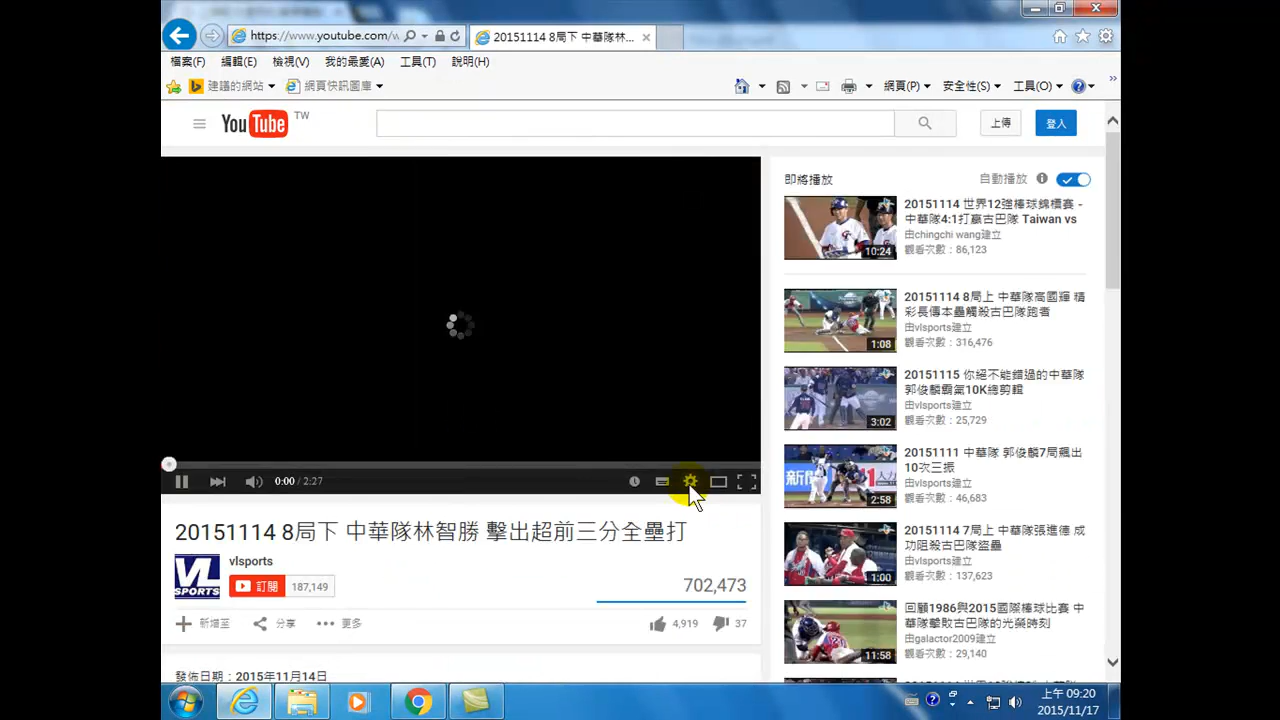 https://www.youtube.com/w
20151114 8局下 中華隊林...
檔案(F) 編輯(E) 檢視(V) 我的最愛(A) 工具(T) 說明(H)
建議的網站 網頁快訊圖庫
網頁(P) 安全性(S) 工具(O)
YouTube TW
上傳
登入
即將播放
自動播放
10:24
20151114 世界12強棒球錦標賽 -
中華隊4:1打贏古巴隊 Taiwan vs
由chingchi wang建立
觀看次數：86,123
1:08
20151114 8局上 中華隊高國輝 精
彩長傳本壘觸殺古巴隊跑者
由vlsports建立
觀看次數：316,476
3:02
20151115 你絕不能錯過的中華隊
郭俊麟霸氣10K總剪輯
由vlsports建立
觀看次數：25,729
2:58
20151111 中華隊 郭俊麟7局飆出
10次三振
由vlsports建立
觀看次數：46,683
1:00
20151114 7局上 中華隊張進德 成
功阻殺古巴隊盜壘
由vlsports建立
觀看次數：137,623
11:58
回顧1986與2015國際棒球比賽 中
華隊擊敗古巴隊的光榮時刻
由galactor2009建立
觀看次數：29,140
0:00 / 2:27
20151114 8局下 中華隊林智勝 擊出超前三分全壘打
VL
SPORTS
vlsports
訂閱 187,149
702,473
新增至 分享 更多
4,919 37
發佈日期：2015年11月14日
上午 09:20
2015/11/17